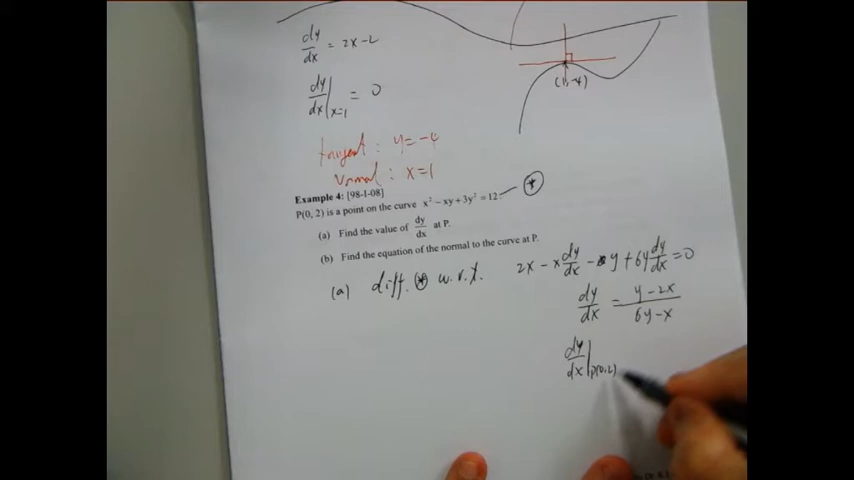 dy/dx = 2x-2
dy/dx |x=1 = 0
(1,-4)
tangent : y=-4
Normal : x=1
Example 4: [98-I-08]
P(0, 2) is a point on the curve x² − xy + 3y² = 12. (*)
(a) Find the value of dy/dx at P.
(b) Find the equation of the normal to the curve at P.
(a) diff. (*) w.r.t. 2x - x dy/dx - y + 6y dy/dx = 0
dy/dx = y-2x / 6y-x
dy/dx |P(0,2)